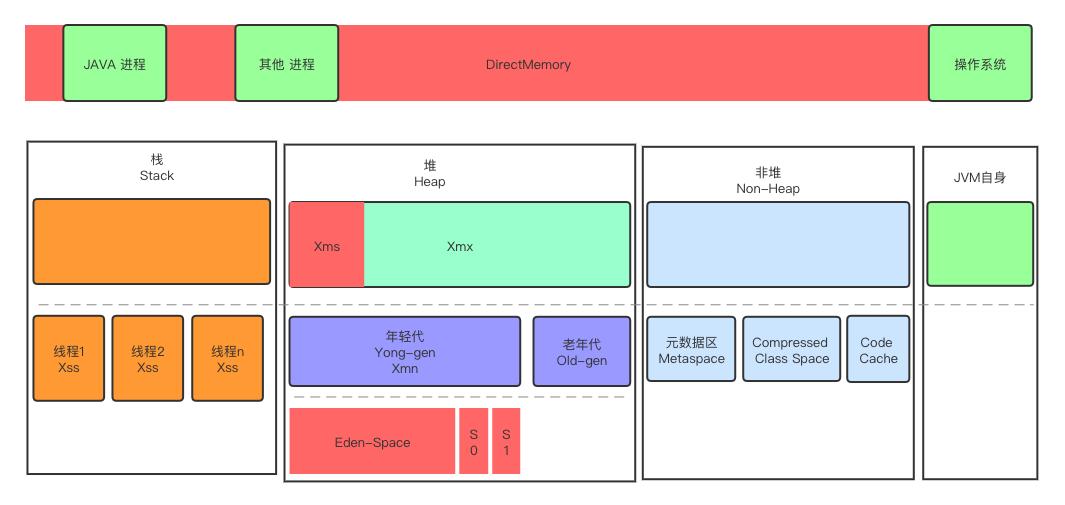 JAVA 进程
其他 进程
DirectMemory
操作系统
栈
Stack
堆
Heap
非堆
Non-Heap
JVM自身
Xms
Xmx
线程1
Xss
线程2
Xss
线程n
Xss
年轻代
Yong-gen
Xmn
老年代
Old-gen
元数据区
Metaspace
Compressed
Class Space
Code
Cache
Eden-Space
S
0
S
1